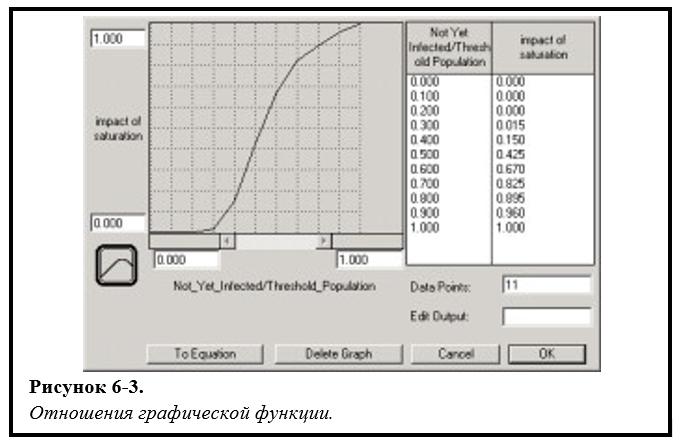 1.000
impact of
saturation
0.000
0.000
1.000
Not_Yet_Infected/Threshold_Population
Not Yet
Infected/Thresh
old Population
impact of
saturation
0.000 0.000
0.100 0.000
0.200 0.000
0.300 0.015
0.400 0.150
0.500 0.425
0.600 0.670
0.700 0.825
0.800 0.895
0.900 0.960
1.000 1.000
Data Points:
11
Edit Output:
To Equation
Delete Graph
Cancel
OK
Рисунок 6-3.
Отношения графической функции.